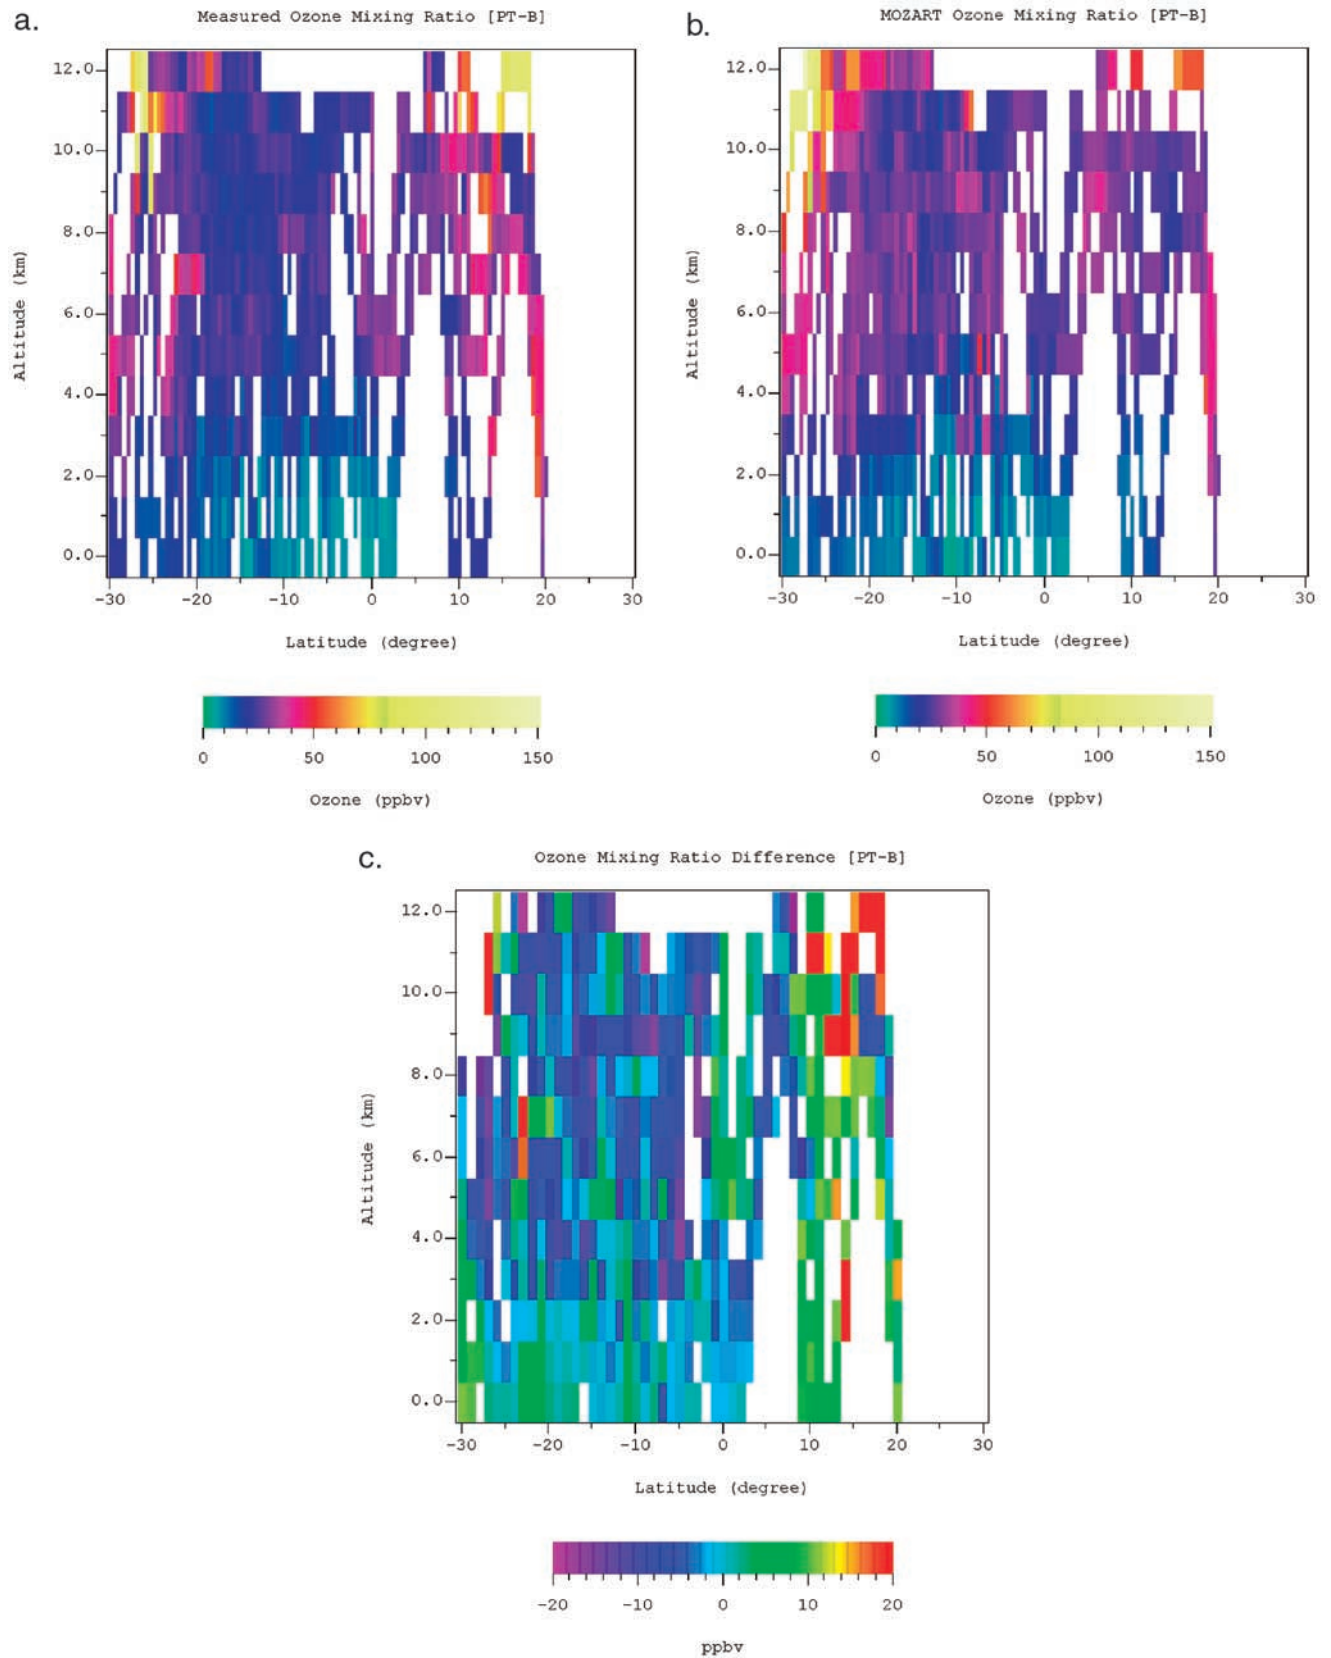 a.
Measured Ozone Mixing Ratio [PT-B]
12.0
10.0
8.0
6.0
4.0
2.0
0.0
Altitude (km)
-30 -20 -10 0 10 20 30
Latitude (degree)
0 50 100 150
Ozone (ppbv)
b.
MOZART Ozone Mixing Ratio [PT-B]
12.0
10.0
8.0
6.0
4.0
2.0
0.0
Altitude (km)
-30 -20 -10 0 10 20 30
Latitude (degree)
0 50 100 150
Ozone (ppbv)
c.
Ozone Mixing Ratio Difference [PT-B]
12.0
10.0
8.0
6.0
4.0
2.0
0.0
Altitude (km)
-30 -20 -10 0 10 20 30
Latitude (degree)
-20 -10 0 10 20
ppbv